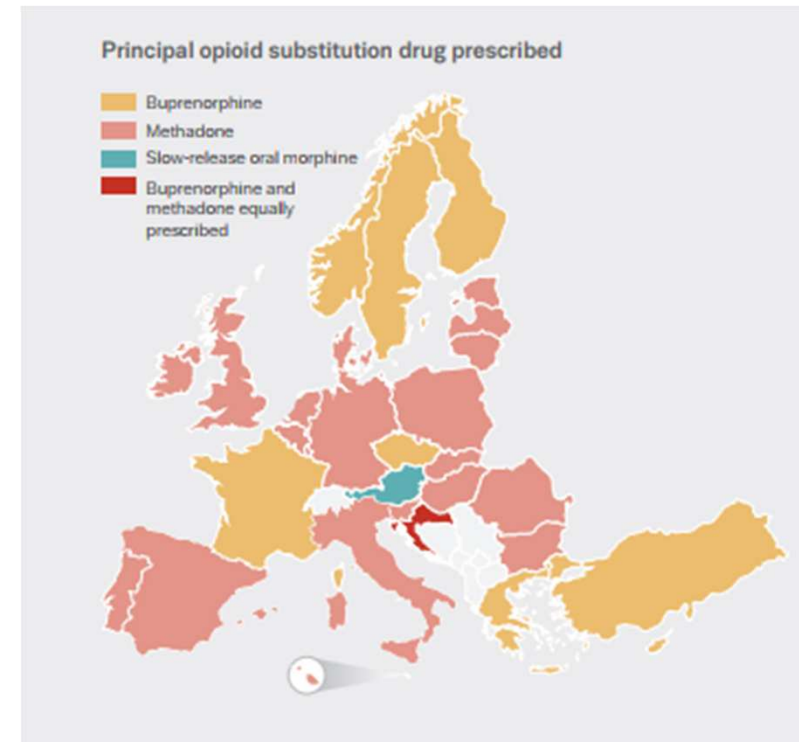 Principal opioid substitution drug prescribed
Buprenorphine
Methadone
Slow-release oral morphine
Buprenorphine and
methadone equally
prescribed